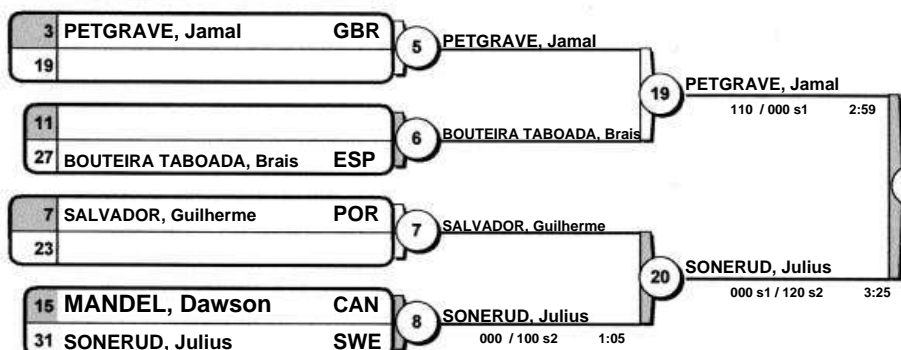 3 PETGRAVE, Jamal GBR
19
5
PETGRAVE, Jamal
11
27 BOUTEIRA TABOADA, Brais ESP
6
BOUTEIRA TABOADA, Brais
19
PETGRAVE, Jamal
110 / 000 s1 2:59
7 SALVADOR, Guilherme POR
23
7
SALVADOR, Guilherme
15 MANDEL, Dawson CAN
31 SONERUD, Julius SWE
8
SONERUD, Julius
000 / 100 s2 1:05
20
SONERUD, Julius
000 s1 / 120 s2 3:25